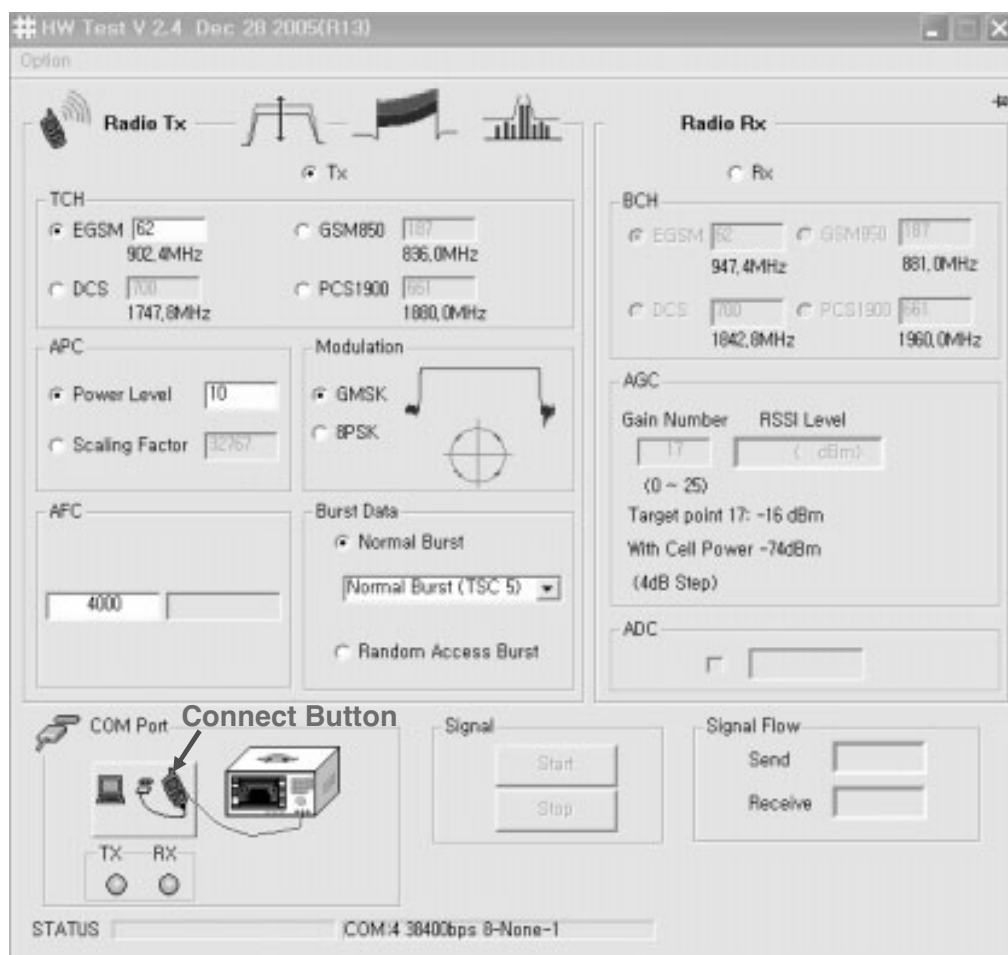 HW Test V 2.4 Dec 28 2005(R13)
Option
Radio Tx
Tx
TCH
EGSM 62
902,4MHz
GSM850 187
836,0MHz
DCS 700
1747,8MHz
PCS1900 661
1880,0MHz
APC
Power Level 10
Scaling Factor 32767
Modulation
GMSK
8PSK
AFC
4000
Burst Data
Normal Burst
Normal Burst (TSC 5)
Random Access Burst
Radio Rx
Rx
BCH
EGSM 62
947,4MHz
GSM850 187
881,0MHz
DCS 700
1842,8MHz
PCS1900 661
1960,0MHz
AGC
Gain Number RSSI Level
17 ( dBm)
(0 ~ 25)
Target point 17: -16 dBm
With Cell Power -74dBm
(4dB Step)
ADC
COM Port
Connect Button
TX RX
Signal
Start
Stop
Signal Flow
Send
Receive
STATUS
COM:4 38400bps 8-None-1